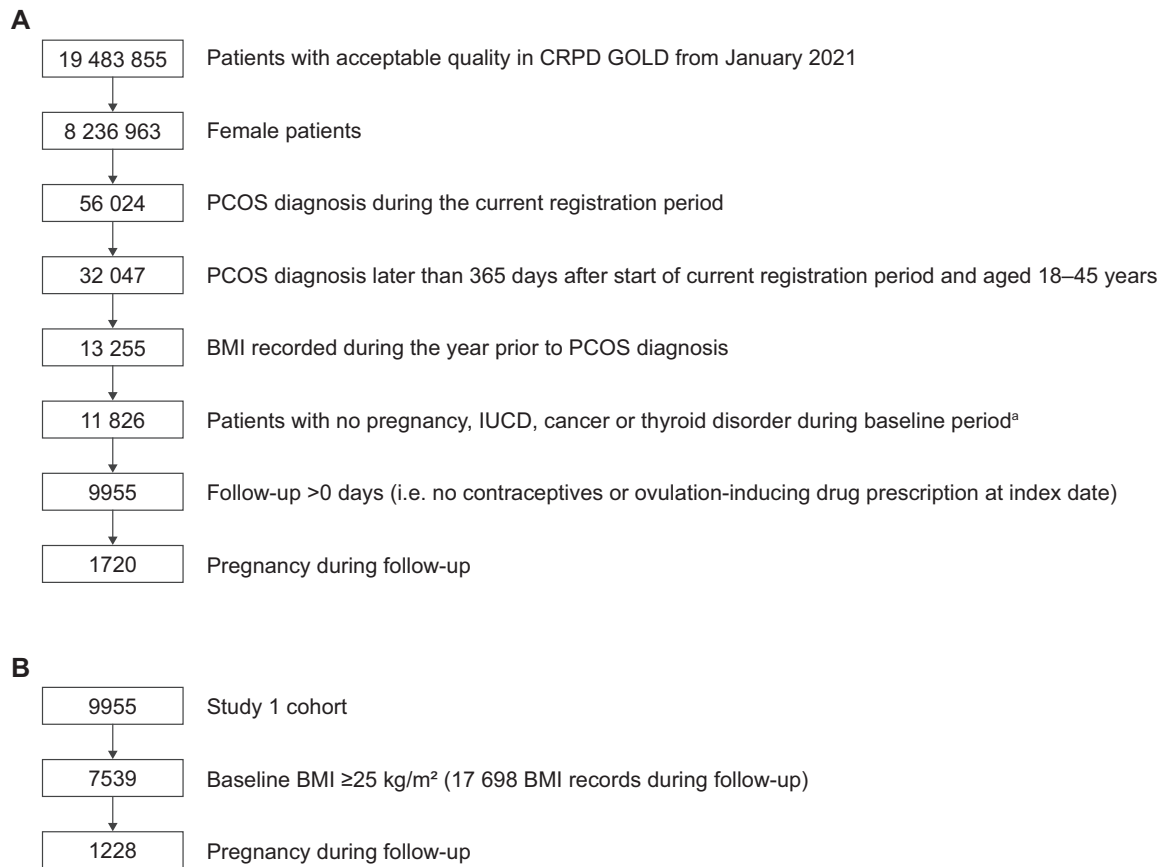 A
19 483 855 Patients with acceptable quality in CRPD GOLD from January 2021
8 236 963 Female patients
56 024 PCOS diagnosis during the current registration period
32 047 PCOS diagnosis later than 365 days after start of current registration period and aged 18–45 years
13 255 BMI recorded during the year prior to PCOS diagnosis
11 826 Patients with no pregnancy, IUCD, cancer or thyroid disorder during baseline periodᵃ
9955 Follow-up >0 days (i.e. no contraceptives or ovulation-inducing drug prescription at index date)
1720 Pregnancy during follow-up
B
9955 Study 1 cohort
7539 Baseline BMI ≥25 kg/m² (17 698 BMI records during follow-up)
1228 Pregnancy during follow-up